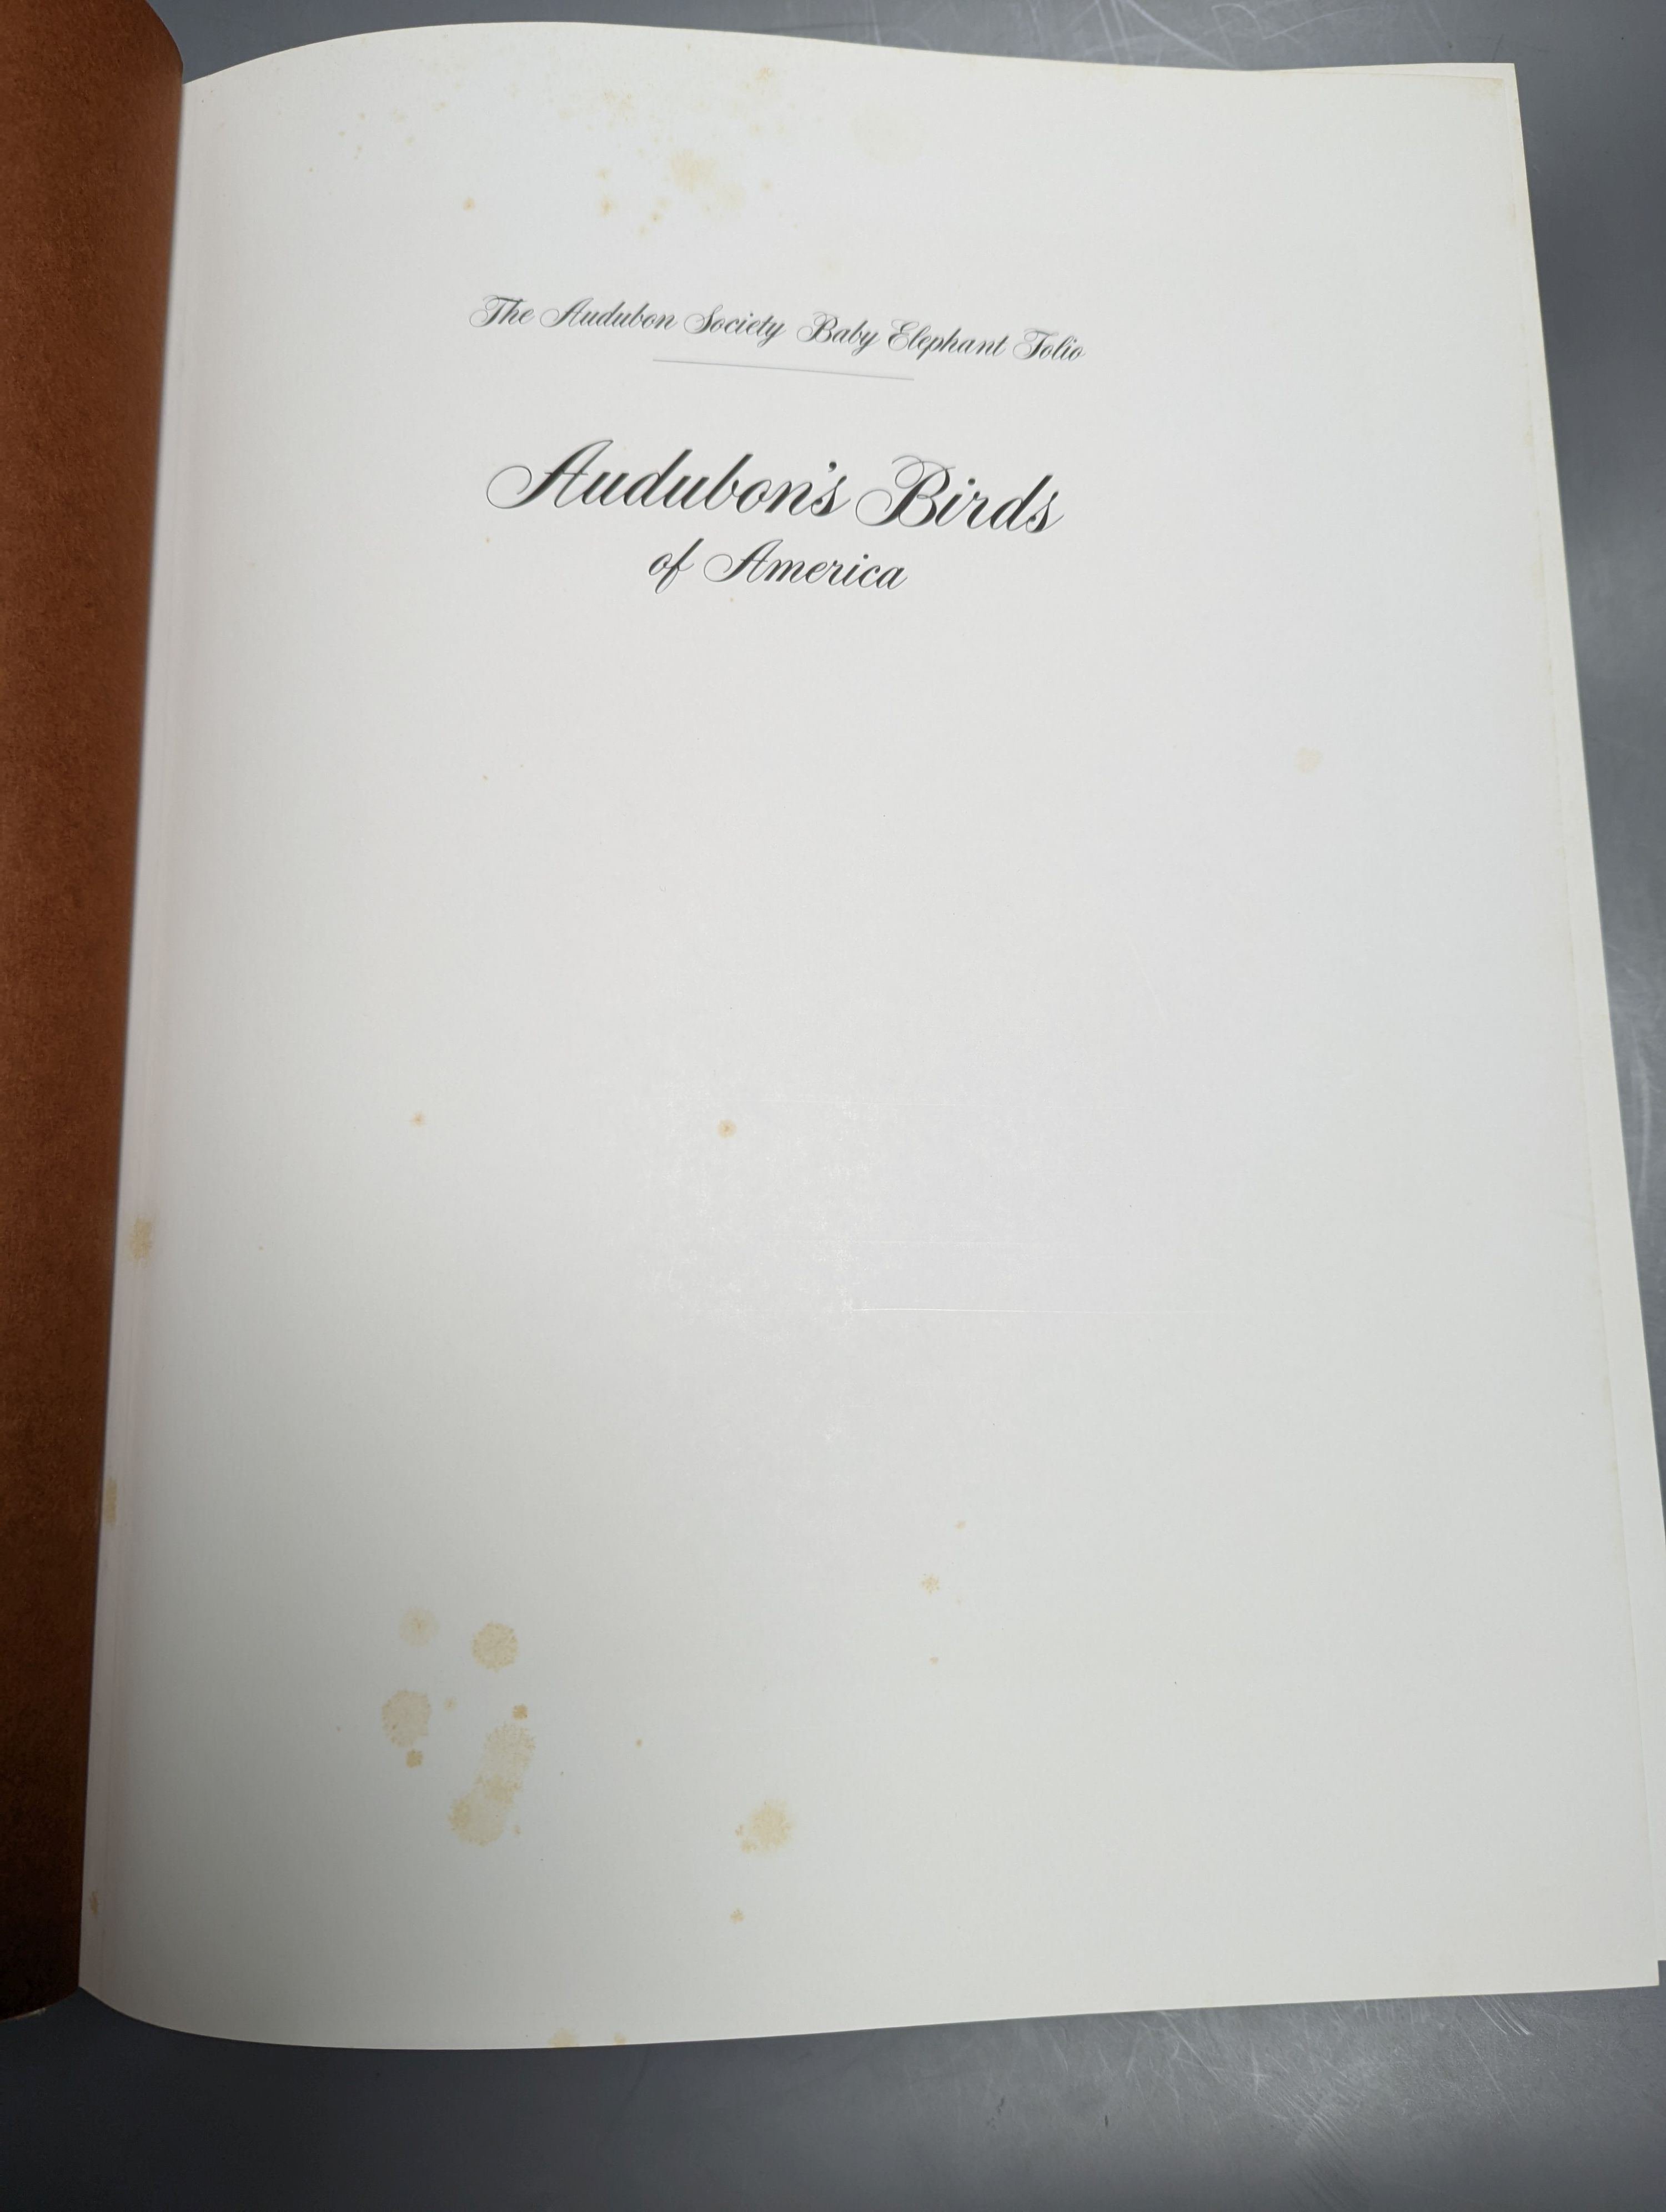 The Audubon Society Baby Elephant Folio
Audubon's Birds
of America